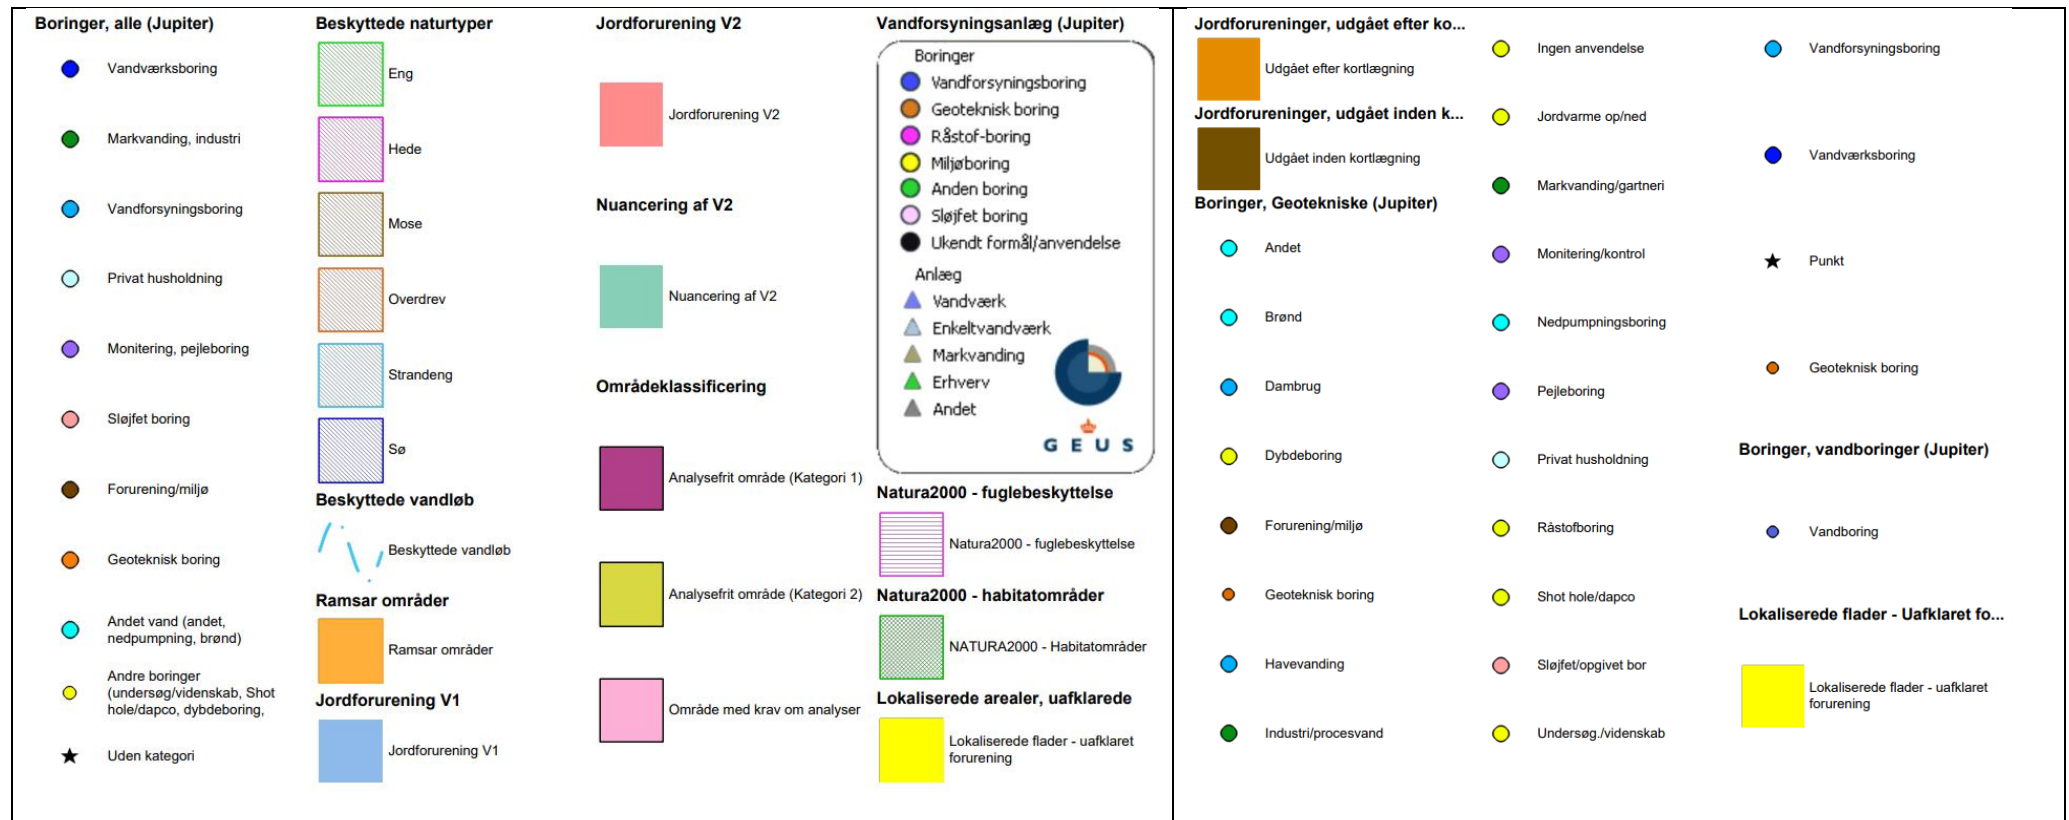 Boringer, alle (Jupiter)
Vandværksboring
Markvanding, industri
Vandforsyningsboring
Privat husholdning
Monitering, pejleboring
Sløjfet boring
Forurening/miljø
Geoteknisk boring
Andet vand (andet,
nedpumpning, brønd)
Andre boringer
(undersøg/videnskab, Shot
hole/dapco, dybdeboring,
Uden kategori
Beskyttede naturtyper
Eng
Hede
Mose
Overdrev
Strandeng
Sø
Beskyttede vandløb
Beskyttede vandløb
Ramsar områder
Ramsar områder
Jordforurening V1
Jordforurening V1
Jordforurening V2
Jordforurening V2
Nuancering af V2
Nuancering af V2
Områdeklassificering
Analysefrit område (Kategori 1)
Analysefrit område (Kategori 2)
Område med krav om analyser
Vandforsyningsanlæg (Jupiter)
Boringer
Vandforsyningsboring
Geoteknisk boring
Råstof-boring
Miljøboring
Anden boring
Sløjfet boring
Ukendt formål/anvendelse
Anlæg
Vandværk
Enkeltvandværk
Markvanding
Erhverv
Andet
G E U S
Natura2000 - fuglebeskyttelse
Natura2000 - fuglebeskyttelse
Natura2000 - habitatområder
NATURA2000 - Habitatområder
Lokaliserede arealer, uafklarede
Lokaliserede flader - uafklaret
forurening
Jordforureninger, udgået efter ko...
Udgået efter kortlægning
Jordforureninger, udgået inden k...
Udgået inden kortlægning
Boringer, Geotekniske (Jupiter)
Andet
Brønd
Dambrug
Dybdeboring
Forurening/miljø
Geoteknisk boring
Havevanding
Industri/procesvand
Ingen anvendelse
Jordvarme op/ned
Markvanding/gartneri
Monitering/kontrol
Nedpumpningsboring
Pejleboring
Privat husholdning
Råstofboring
Shot hole/dapco
Sløjfet/opgivet bor
Undersøg./videnskab
Vandforsyningsboring
Vandværksboring
Punkt
Geoteknisk boring
Boringer, vandboringer (Jupiter)
Vandboring
Lokaliserede flader - Uafklaret fo...
Lokaliserede flader - uafklaret
forurening